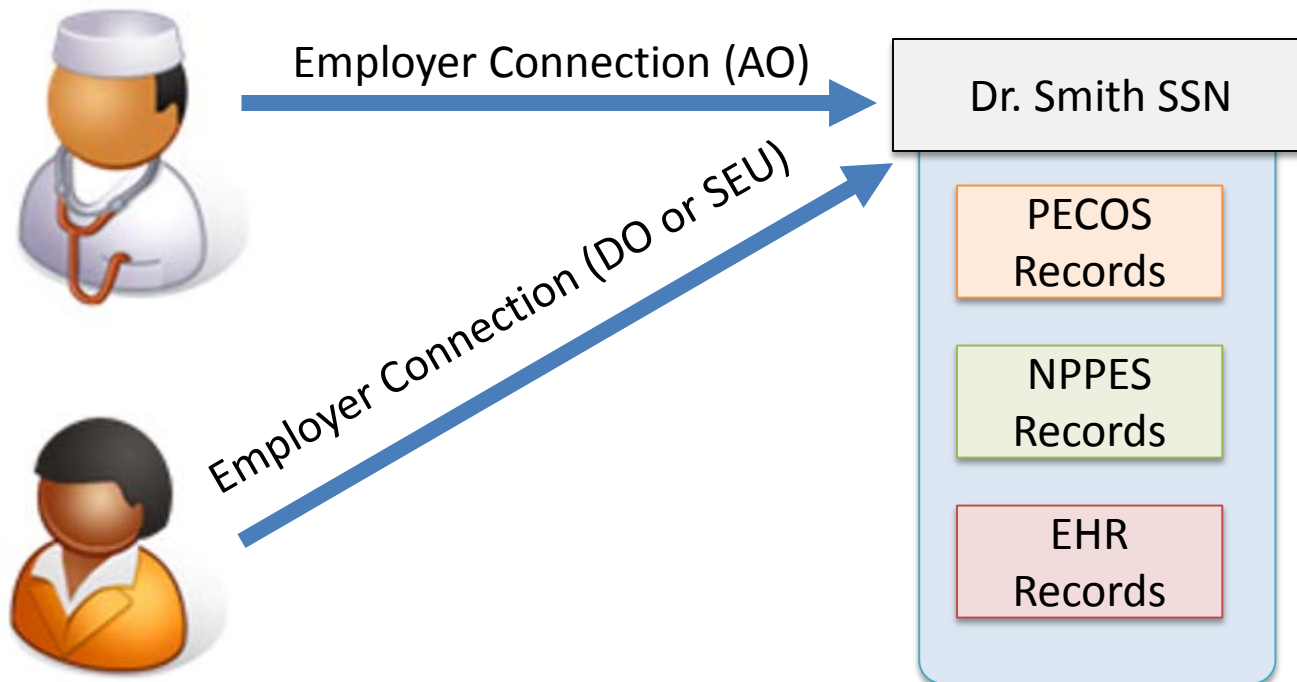 Employer Connection (AO)
Dr. Smith SSN
Employer Connection (DO or SEU)
PECOS
Records
NPPES
Records
EHR
Records